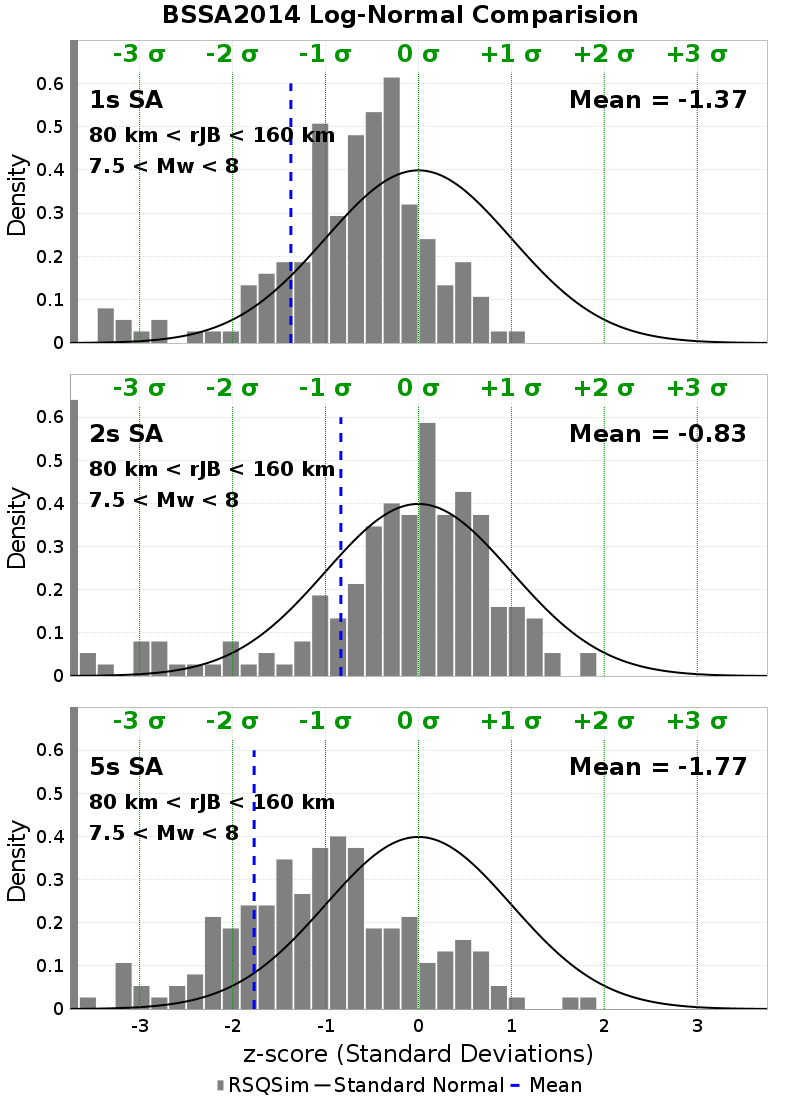 BSSA2014 Log-Normal Comparision
-3 σ -2 σ -1 σ 0 σ +1 σ +2 σ +3 σ
1s SA
Mean = -1.37
80 km < rJB < 160 km
7.5 < Mw < 8
Density
0.6
0.5
0.4
0.3
0.2
0.1
0
-3 σ -2 σ -1 σ 0 σ +1 σ +2 σ +3 σ
2s SA
Mean = -0.83
80 km < rJB < 160 km
7.5 < Mw < 8
Density
0.6
0.5
0.4
0.3
0.2
0.1
0
-3 σ -2 σ -1 σ 0 σ +1 σ +2 σ +3 σ
5s SA
Mean = -1.77
80 km < rJB < 160 km
7.5 < Mw < 8
Density
0.6
0.5
0.4
0.3
0.2
0.1
0
-3 -2 -1 0 1 2 3
z-score (Standard Deviations)
RSQSim Standard Normal Mean